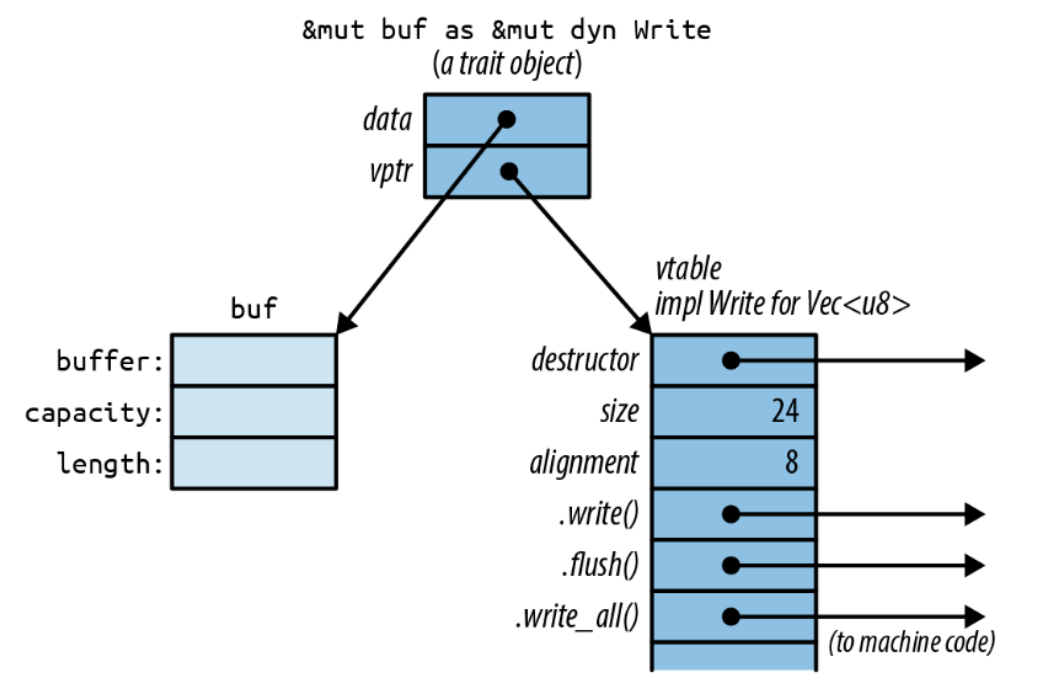 &mut buf as &mut dyn Write
(a trait object)
data
vptr
vtable
impl Write for Vec<u8>
buf
buffer:
capacity:
length:
destructor
size 24
alignment 8
.write()
.flush()
.write_all()
(to machine code)